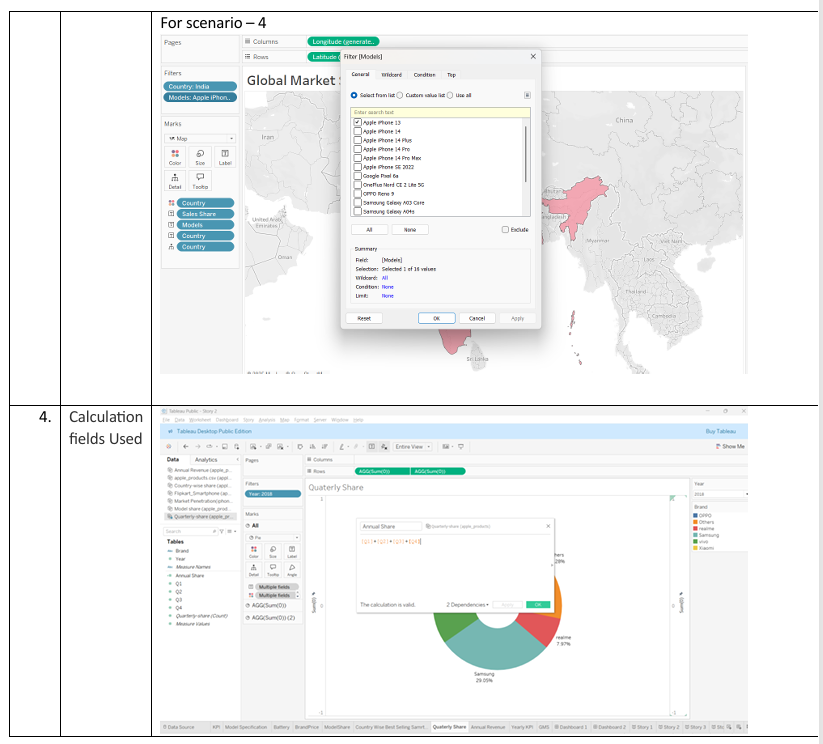 For scenario – 4
Pages
Columns
Longitude (generate..
Rows
Latitude (
Filters
Country: India
Models: Apple iPhon..
Global Market S
Marks
Map
Color
Size
Label
Detail
Tooltip
Country
Sales Share
Models
Country
Country
Filter [Models]
General
Wildcard
Condition
Top
Select from list
Custom value list
Use all
Enter search text
Apple iPhone 13
Apple iPhone 14
Apple iPhone 14 Plus
Apple iPhone 14 Pro
Apple iPhone 14 Pro Max
Apple iPhone SE 2022
Google Pixel 6a
OnePlus Nord CE 2 Lite 5G
OPPO Reno 9
Samsung Galaxy A03 Core
Samsung Galaxy A04s
All
None
Exclude
Summary
Field: [Models]
Selection: Selected 1 of 16 values
Wildcard: All
Condition: None
Limit: None
Reset
OK
Cancel
Apply
Iran
China
United Arab
Emirates
Oman
Bhutan
Bangladesh
Myanmar
Viet Nam
Laos
Thailand
Cambodia
Sri Lanka
4.
Calculation
fields Used
Tableau Public - Story 2
File Data Worksheet Dashboard Story Analysis Map Format Server Window Help
Tableau Desktop Public Edition
Buy Tableau
Entire View
Show Me
Data
Analytics
Annual Revenue (apple_p...
apple_products.csv (appl...
Country-wise share (appl...
Flipkart_Smartphone (ap...
Market Penetration(phon...
Model share (apple_prod...
Quarterly-share (apple_pr...
Search
Tables
Brand
Year
Measure Names
Annual Share
Q1
Q2
Q3
Q4
Quarterly-share (Count)
Measure Values
Pages
Filters
Year: 2018
Marks
All
Pie
Color
Size
Label
Detail
Tooltip
Angle
Multiple fields
Multiple fields
AGG(Sum(0))
AGG(Sum(0)) (2)
Columns
Rows
AGG(Sum(0))
AGG(Sum(0))
Quaterly Share
Annual Share
Quarterly-share (apple_products)
[Q1]+[Q2]+[Q3]+[Q4]
The calculation is valid.
2 Dependencies
Apply
OK
1
0
-1
Sum(0)
hers
realme
7.97%
Samsung
29.05%
0
-1
Sum(0)
Year
2018
Brand
OPPO
Others
realme
Samsung
vivo
Xiaomi
Data Source
KPI
Model Specification
Battery
BrandPrice
ModelShare
Country Wise Best Selling Samrt...
Quaterly Share
Annual Revenue
Yearly KPI
GMS
Dashboard 1
Dashboard 2
Story 1
Story 2
Story 3